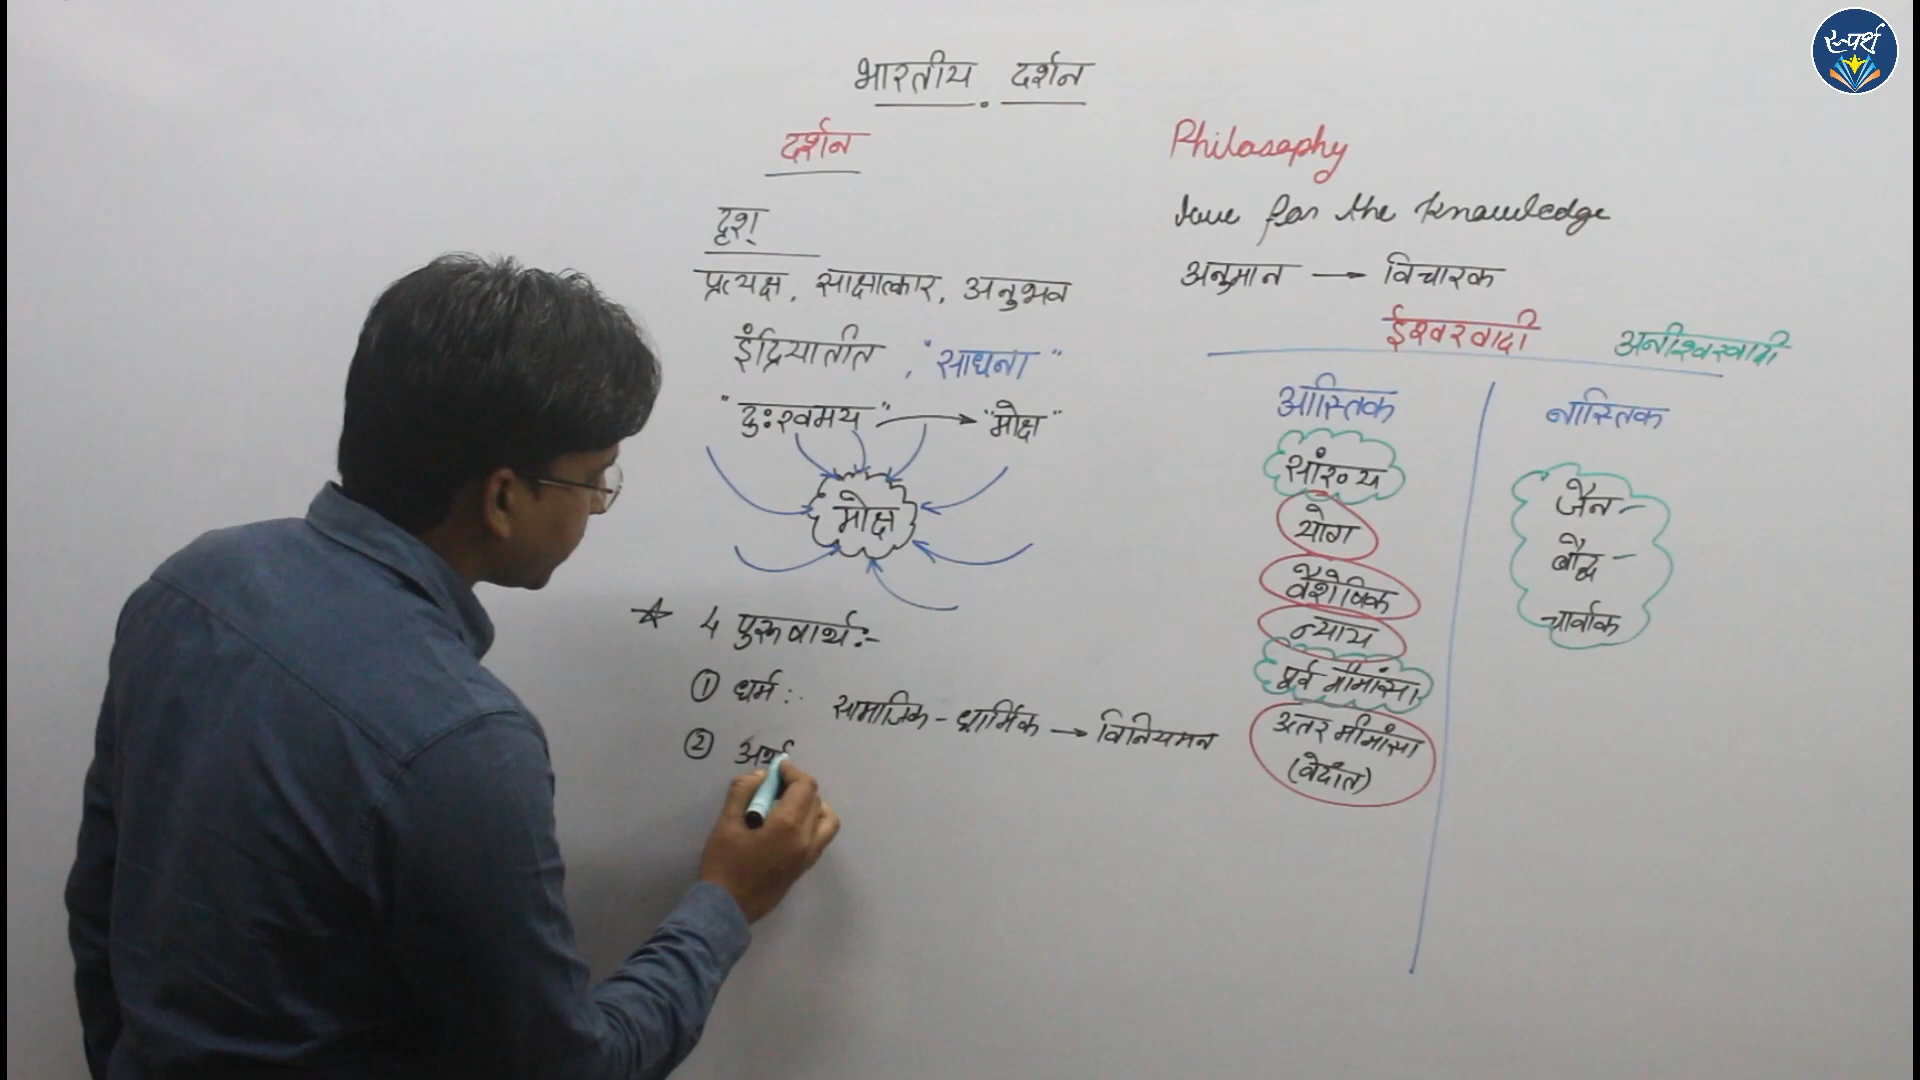 स्पर्श
भारतीय दर्शन
दर्शन
दृश्
प्रत्यक्ष, साक्षात्कार, अनुभव
इंद्रियातीत, "साधना"
"दुःखमय" → "मोक्ष"
मोक्ष
4 पुरुषार्थ:-
① धर्म : सामाजिक - धार्मिक → विनियमन
② अर्थ
Philosophy
love for the knowledge
अनुमान → विचारक
ईश्वरवादी अनीश्वरवादी
आस्तिक
सांख्य
योग
वैशेषिक
न्याय
पूर्व मीमांसा
उत्तर मीमांसा
(वेदांत)
नास्तिक
जैन -
बौद्ध -
चार्वाक